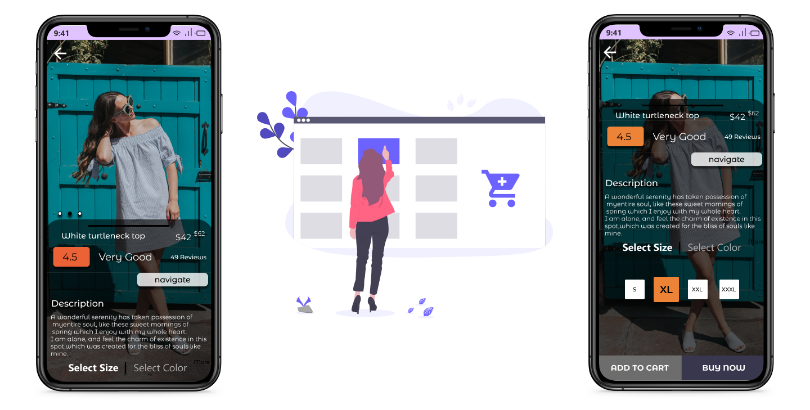 9:41
White turtleneck top
$42 $62
4.5
Very Good
49 Reviews
navigate
Description
A wonderful serenity has taken possession of
myentire soul, like these sweet mornings of
spring which I enjoy with my whole heart.
I am alone, and feel the charm of existence in this
spot,which was created for the bliss of souls like
mine.
Select Size
Select Color
9:41
White turtleneck top
$42 $62
4.5
Very Good
49 Reviews
navigate
Description
A wonderful serenity has taken possession of
myentire soul, like these sweet mornings of
spring which I enjoy with my whole heart.
I am alone, and feel the charm of existence in this
spot,which was created for the bliss of souls like
mine.
Select Size
Select Color
S
XL
XXL
XXXL
ADD TO CART
BUY NOW